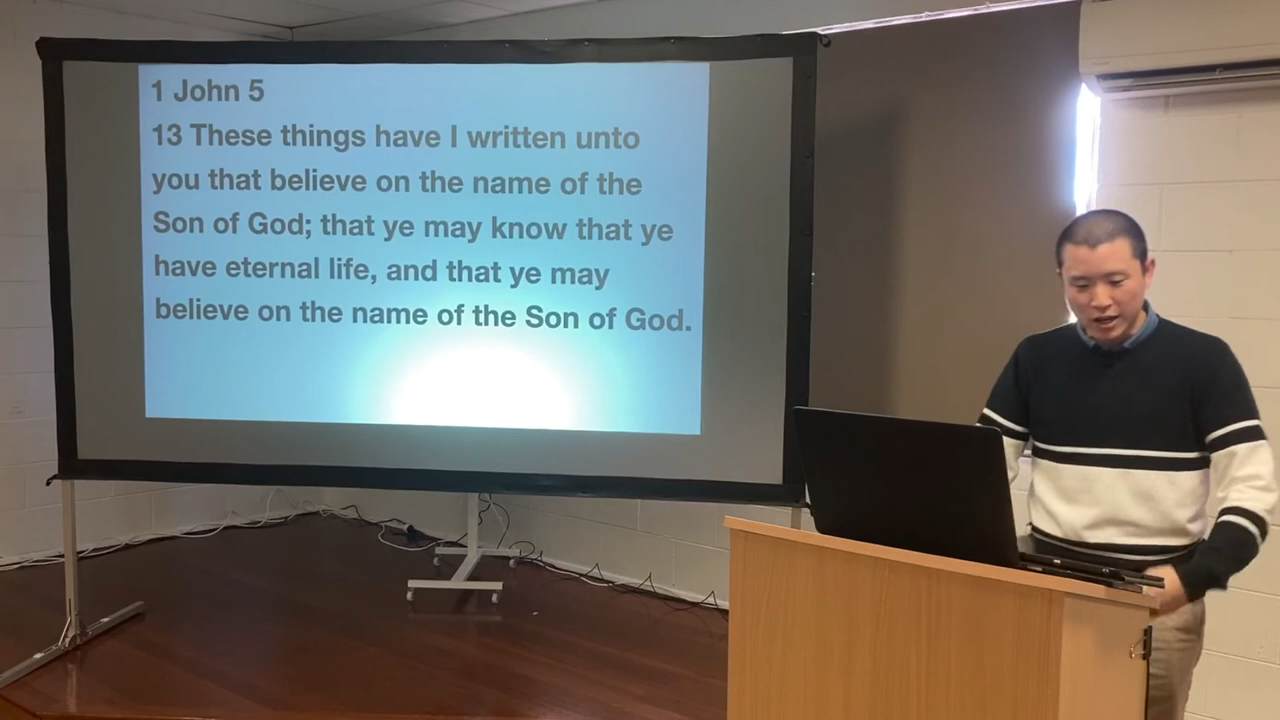 1 John 5
13 These things have I written unto
you that believe on the name of the
Son of God; that ye may know that ye
have eternal life, and that ye may
believe on the name of the Son of God.